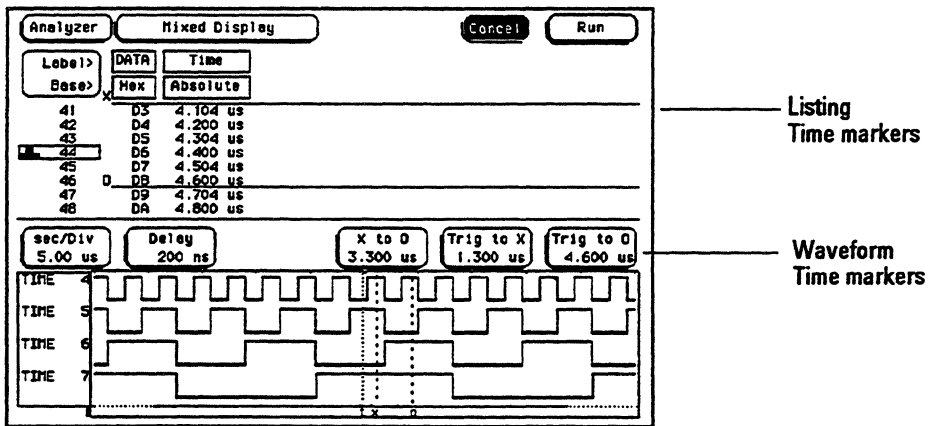 Analyzer Mixed Display Cancel Run
Label> DATA Time
Base> Hex Absolute
X
41 D3 4.104 us
42 D4 4.200 us
43 D5 4.304 us
44 D6 4.400 us
45 D7 4.504 us
46 O D8 4.600 us
47 D9 4.704 us
48 DA 4.800 us
Listing
Time markers
sec/Div Delay X to O Trig to X Trig to O
5.00 us 200 ns 3.300 us 1.300 us 4.600 us
Waveform
Time markers
TIME 4
TIME 5
TIME 6
TIME 7
t x o